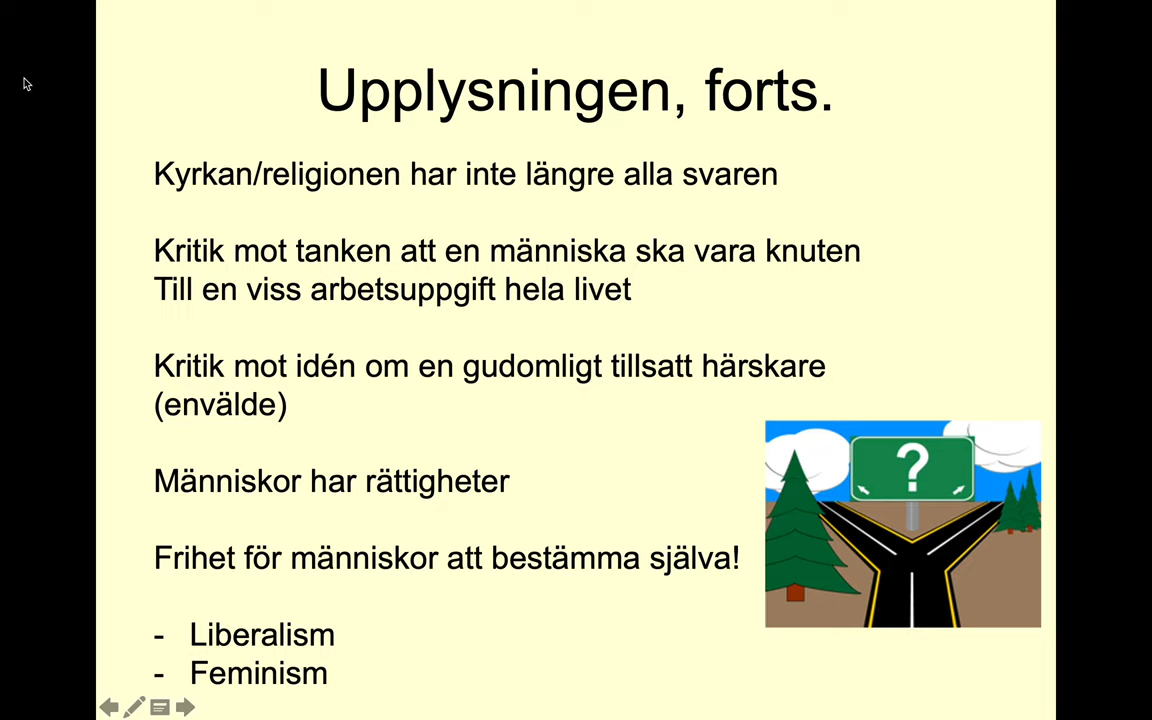 Upplysningen, forts.
Kyrkan/religionen har inte längre alla svaren
Kritik mot tanken att en människa ska vara knuten
Till en viss arbetsuppgift hela livet
Kritik mot idén om en gudomligt tillsatt härskare
(envälde)
Människor har rättigheter
?
Frihet för människor att bestämma själva!
- Liberalism
- Feminism